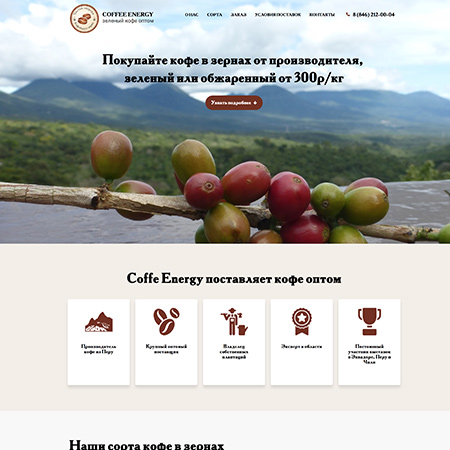 COFFEE ENERGY
зеленый кофе оптом
О НАС СОРТА ЗАКАЗ УСЛОВИЯ ПОСТАВОК КОНТАКТЫ 8 (846) 212-00-04
Покупайте кофе в зернах от производителя,
зеленый или обжаренный от 300р/кг
Узнать подробнее
Coffe Energy поставляет кофе оптом
Производитель
кофе из Перу
Крупный оптовый
поставщик
Владелец
собственных
плантаций
Эксперт в области
Постоянный
участник выставок
в Эквадоре, Перу и
Чили
Наши сорта кофе в зернах